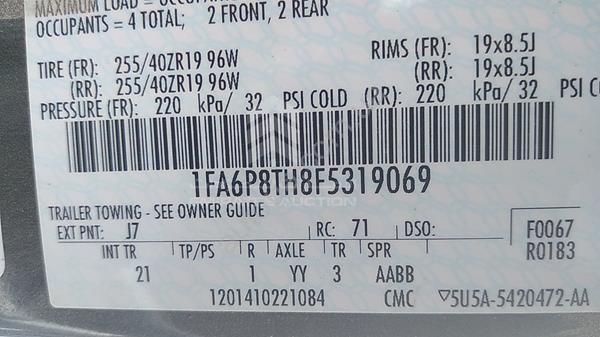 MAXIMUM LOAD = OCCUPANTS
OCCUPANTS = 4 TOTAL; 2 FRONT, 2 REAR
TIRE (FR): 255/40ZR19 96W RIMS (FR): 19x8.5J
(RR): 255/40ZR19 96W (RR): 19x8.5J
PRESSURE (FR): 220 kPa/ 32 PSI COLD (RR): 220 kPa/ 32 PSI CO
1FA6P8TH8F5319069
TRAILER TOWING - SEE OWNER GUIDE
EXT PNT: J7 RC: 71 DSO: F0067
R0183
INT TR TP/PS R AXLE TR SPR
21 1 YY 3 AABB
1201410221084 CMC ▽5U5A-5420472-AA